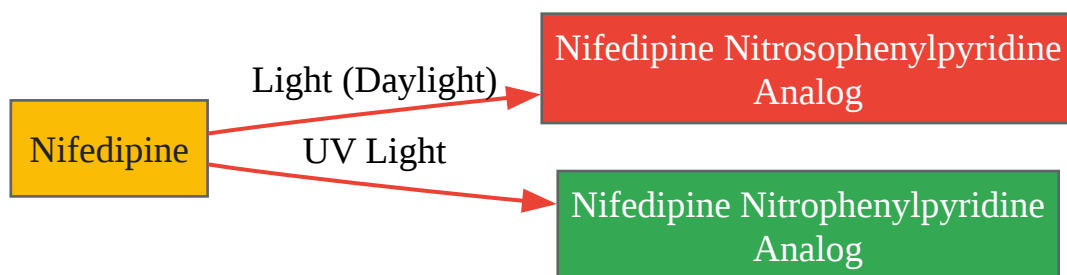 Nifedipine
Light (Daylight)
UV Light
Nifedipine Nitrosophenylpyridine
Analog
Nifedipine Nitrophenylpyridine
Analog